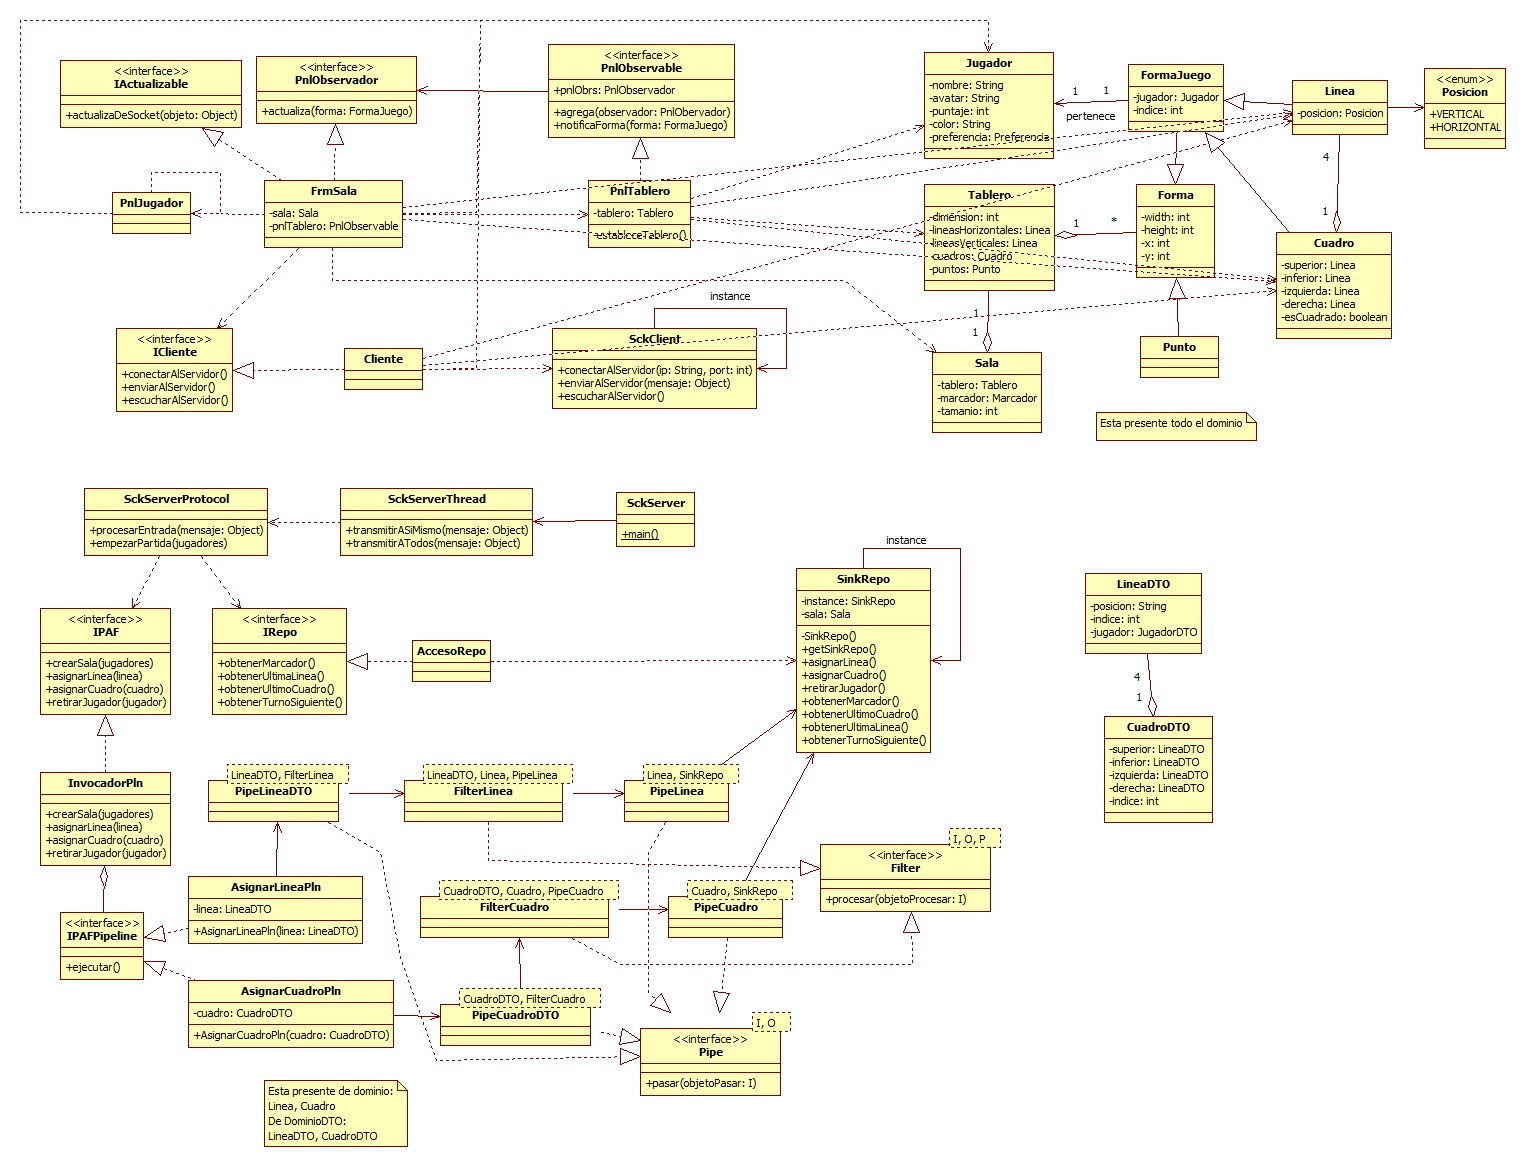 <<interface>>
IActualizable
+actualizaDeSocket(objeto: Object)
<<interface>>
PnlObservador
+actualiza(forma: FormaJuego)
<<interface>>
PnlObservable
+pnlObrs: PnlObservador
+agrega(observador: PnlObervador)
+notificaForma(forma: FormaJuego)
Jugador
-nombre: String
-avatar: String
-puntaje: int
-color: String
-preferencia: Preferencia
1
1
pertenece
FormaJuego
-jugador: Jugador
-indice: int
Linea
-posicion: Posicion
<<enum>>
Posicion
+VERTICAL
+HORIZONTAL
PnlJugador
FrmSala
-sala: Sala
-pnlTablero: PnlObservable
PnlTablero
-tablero: Tablero
-establceTablero()
Tablero
-dimension: int
-lineasHorizontales: Linea
-lineasVerticales: Linea
-cuadros: Cuadro
-puntos: Punto
1
*
Forma
-width: int
-height: int
-x: int
-y: int
4
1
Cuadro
-superior: Linea
-inferior: Linea
-izquierda: Linea
-derecha: Linea
-esCuadrado: boolean
<<interface>>
ICliente
+conectarAlServidor()
+enviarAlServidor()
+escucharAlServidor()
Cliente
instance
SckClient
+conectarAlServidor(ip: String, port: int)
+enviarAlServidor(mensaje: Object)
+escucharAlServidor()
1
1
Sala
-tablero: Tablero
-marcador: Marcador
-tamanio: int
Punto
Esta presente todo el dominio
SckServerProtocol
+procesarEntrada(mensaje: Object)
+empezarPartida(jugadores)
SckServerThread
+transmitirASiMismo(mensaje: Object)
+transmitirATodos(mensaje: Object)
SckServer
+main()
instance
SinkRepo
-instance: SinkRepo
-sala: Sala
-SinkRepo()
+getSinkRepo()
+asignarLinea()
+asignarCuadro()
+retirarJugador()
+obtenerMarcador()
+obtenerUltimoCuadro()
+obtenerUltimaLinea()
+obtenerTurnoSiguiente()
LineaDTO
-posicion: String
-indice: int
-jugador: JugadorDTO
4
1
CuadroDTO
-superior: LineaDTO
-inferior: LineaDTO
-izquierda: LineaDTO
-derecha: LineaDTO
-indice: int
<<interface>>
IPAF
+crearSala(jugadores)
+asignarLinea(linea)
+asignarCuadro(cuadro)
+retirarJugador(jugador)
<<interface>>
IRepo
+obtenerMarcador()
+obtenerUltimaLinea()
+obtenerUltimoCuadro()
+obtenerTurnoSiguiente()
AccesoRepo
InvocadorPln
+crearSala(jugadores)
+asignarLinea(linea)
+asignarCuadro(cuadro)
+retirarJugador(jugador)
LineaDTO, FilterLinea
PipeLineaDTO
LineaDTO, Linea, PipeLinea
FilterLinea
Linea, SinkRepo
PipeLinea
I, O, P
<<interface>>
Filter
+procesar(objetoProcesar: I)
AsignarLineaPln
-linea: LineaDTO
+AsignarLineaPln(linea: LineaDTO)
CuadroDTO, Cuadro, PipeCuadro
FilterCuadro
Cuadro, SinkRepo
PipeCuadro
<<interface>>
IPAFPipeline
+ejecutar()
AsignarCuadroPln
-cuadro: CuadroDTO
+AsignarCuadroPln(cuadro: CuadroDTO)
CuadroDTO, FilterCuadro
PipeCuadroDTO
I, O
<<interface>>
Pipe
+pasar(objetoPasar: I)
Esta presente de dominio:
Linea, Cuadro
De DominioDTO:
LineaDTO, CuadroDTO